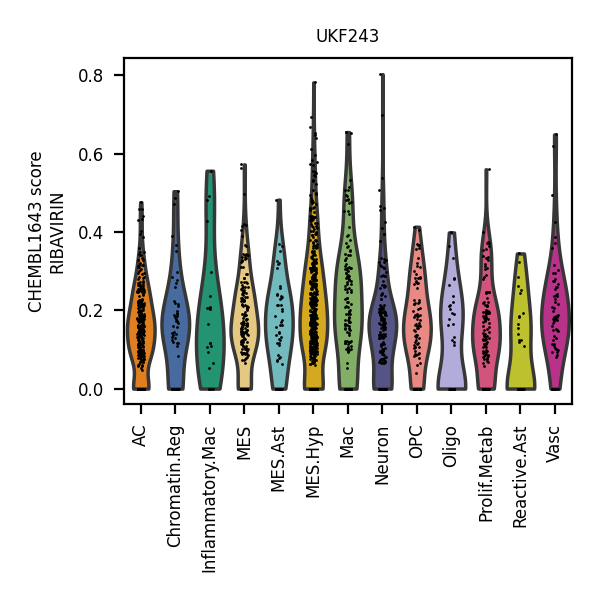 UKF243
CHEMBL1643 score
RIBAVIRIN
0.8
0.6
0.4
0.2
0.0
AC
Chromatin.Reg
Inflammatory.Mac
MES
MES.Ast
MES.Hyp
Mac
Neuron
OPC
Oligo
Prolif.Metab
Reactive.Ast
Vasc